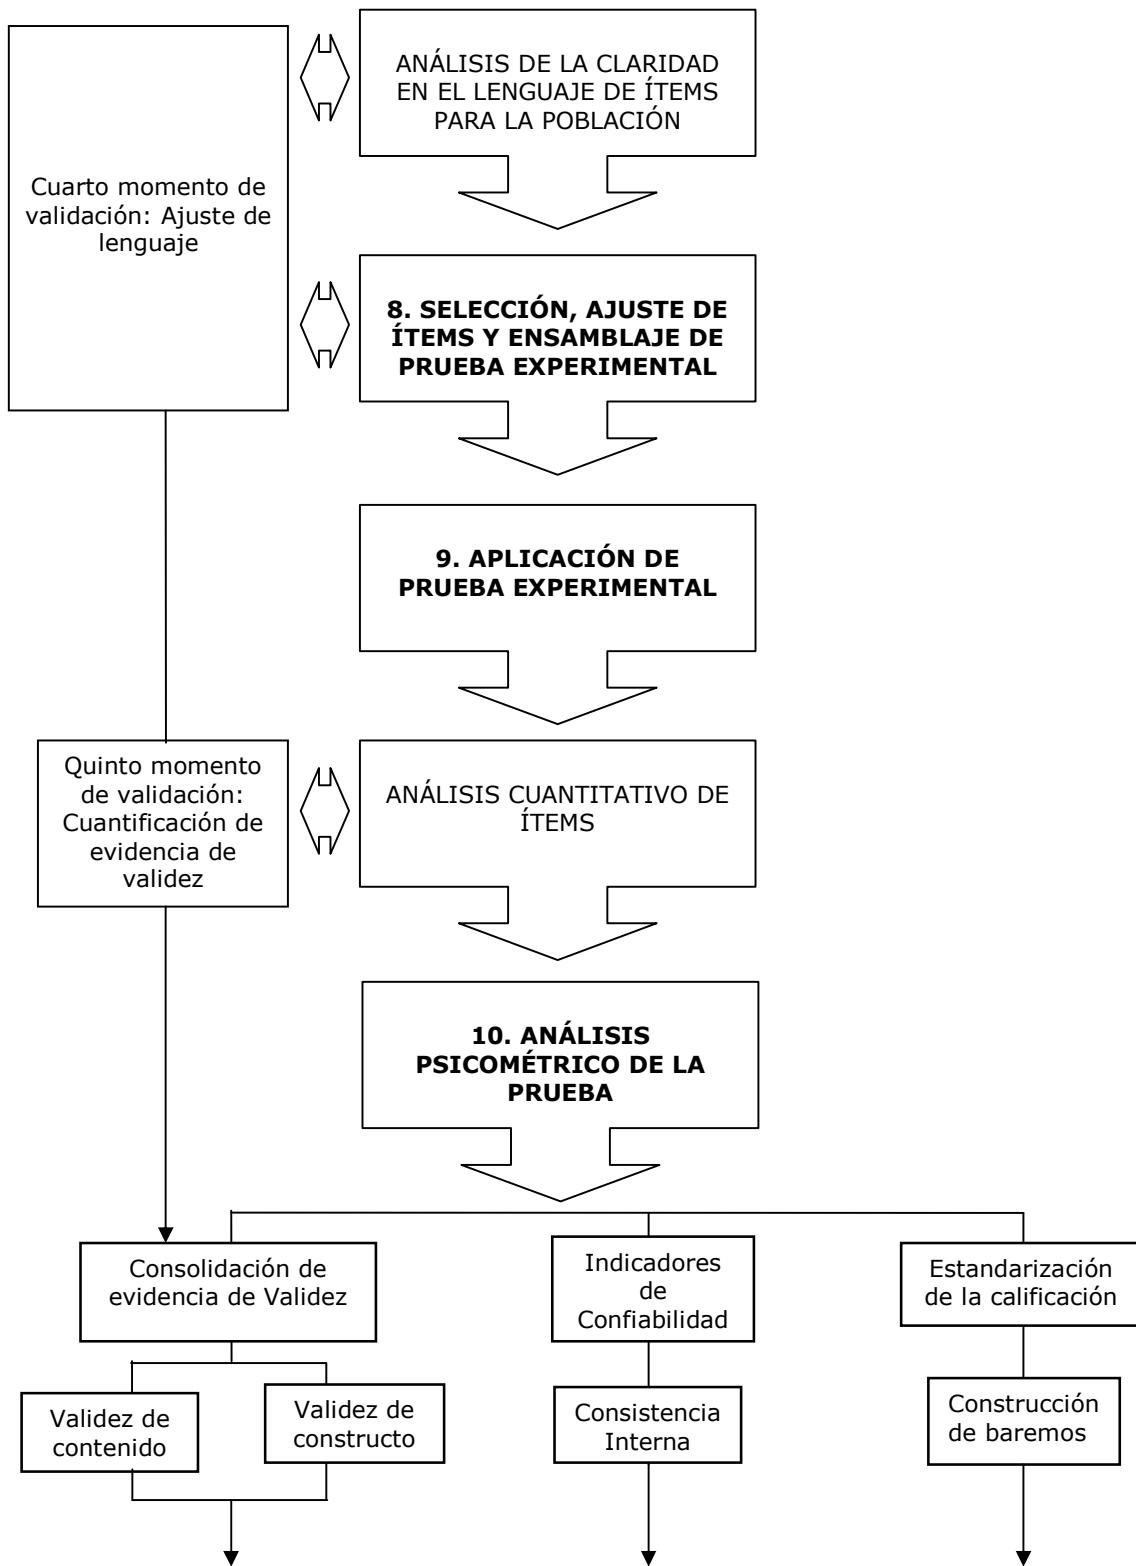 ANÁLISIS DE LA CLARIDAD
EN EL LENGUAJE DE ÍTEMS
PARA LA POBLACIÓN
Cuarto momento de
validación: Ajuste de
lenguaje
8. SELECCIÓN, AJUSTE DE
ÍTEMS Y ENSAMBLAJE DE
PRUEBA EXPERIMENTAL
9. APLICACIÓN DE
PRUEBA EXPERIMENTAL
Quinto momento
de validación:
Cuantificación de
evidencia de
validez
ANÁLISIS CUANTITATIVO DE
ÍTEMS
10. ANÁLISIS
PSICOMÉTRICO DE LA
PRUEBA
Consolidación de
evidencia de Validez
Indicadores
de
Confiabilidad
Estandarización
de la calificación
Validez de
contenido
Validez de
constructo
Consistencia
Interna
Construcción
de baremos